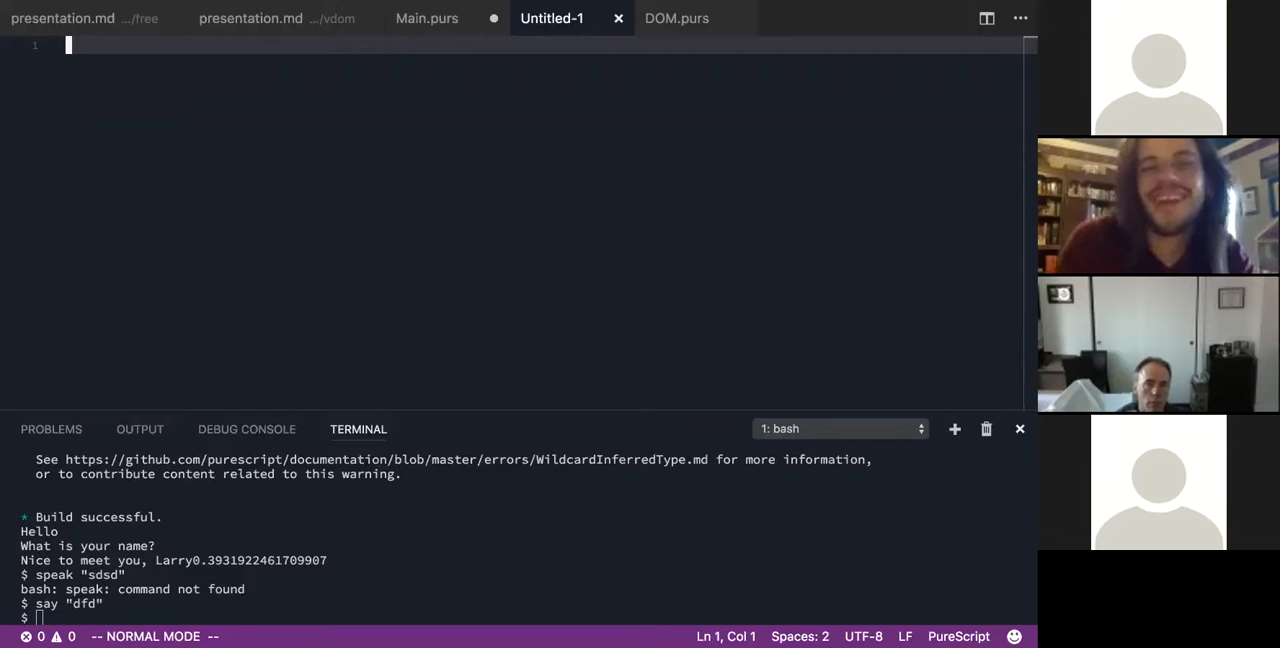 presentation.md .../free presentation.md .../vdom Main.purs Untitled-1 DOM.purs
1
PROBLEMS OUTPUT DEBUG CONSOLE TERMINAL 1: bash
See https://github.com/purescript/documentation/blob/master/errors/WildcardInferredType.md for more information,
or to contribute content related to this warning.
* Build successful.
Hello
What is your name?
Nice to meet you, Larry0.3931922461709907
$ speak "sdsd"
bash: speak: command not found
$ say "dfd"
$
0 0 -- NORMAL MODE -- Ln 1, Col 1 Spaces: 2 UTF-8 LF PureScript